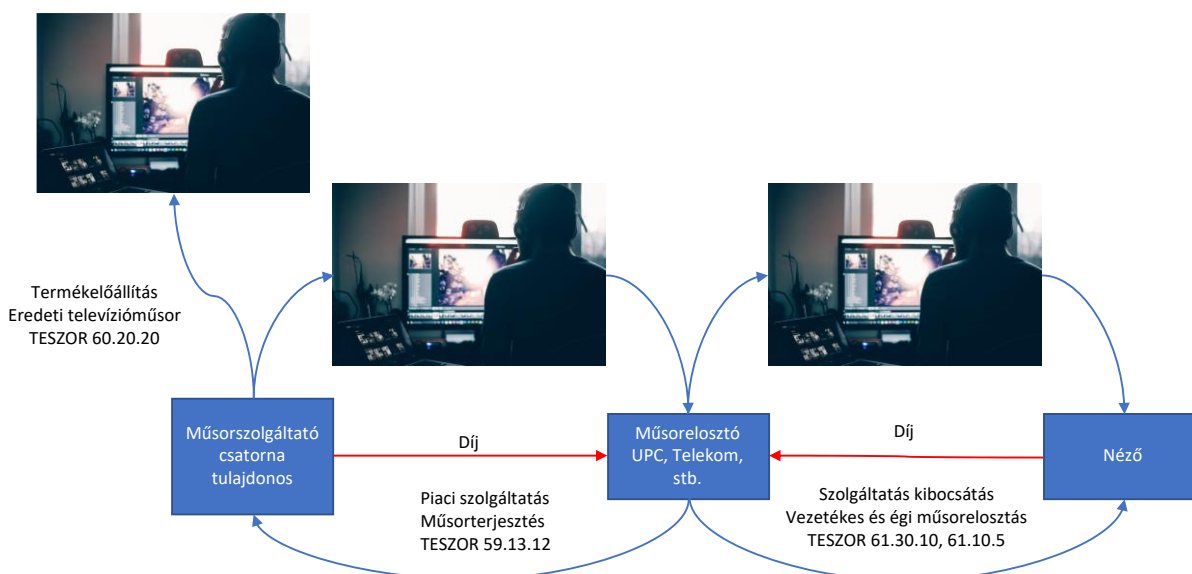 Termékelőállítás
Eredeti televízióműsor
TESZOR 60.20.20
Műsorszolgáltató
csatorna
tulajdonos
Díj
Piaci szolgáltatás
Műsorterjesztés
TESZOR 59.13.12
Műsorelosztó
UPC, Telekom,
stb.
Díj
Szolgáltatás kibocsátás
Vezetékes és égi műsorelosztás
TESZOR 61.30.10, 61.10.5
Néző